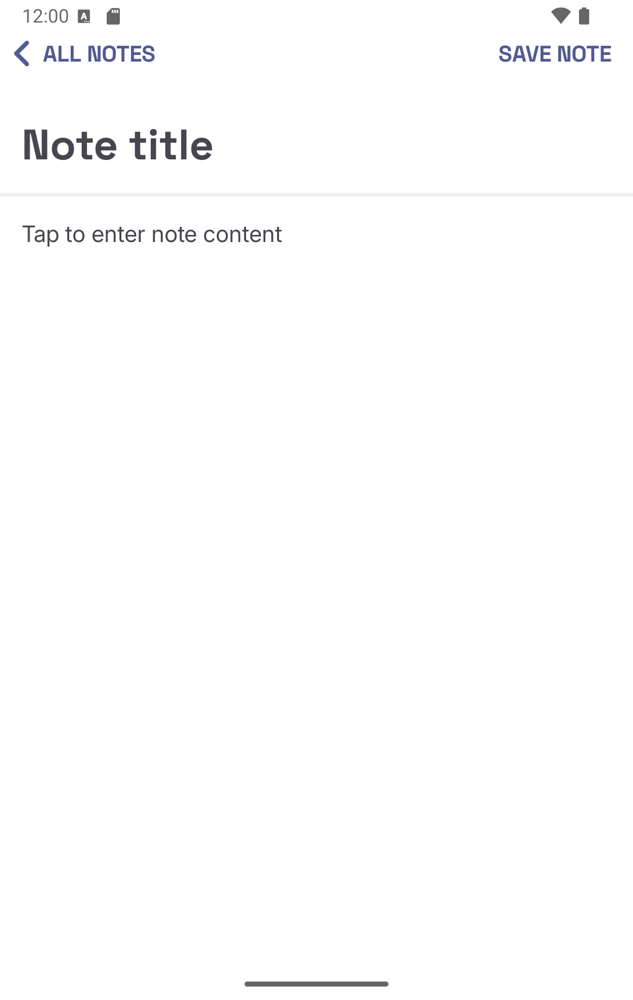 12:00
ALL NOTES
SAVE NOTE
Note title
Tap to enter note content